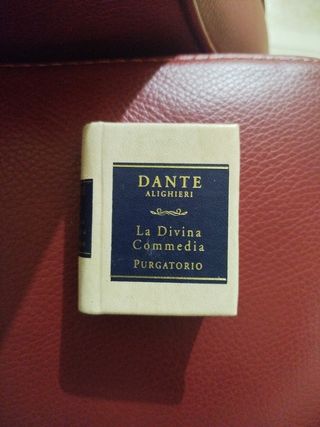 DANTE
ALIGHIERI
La Divina
Commedia
PURGATORIO